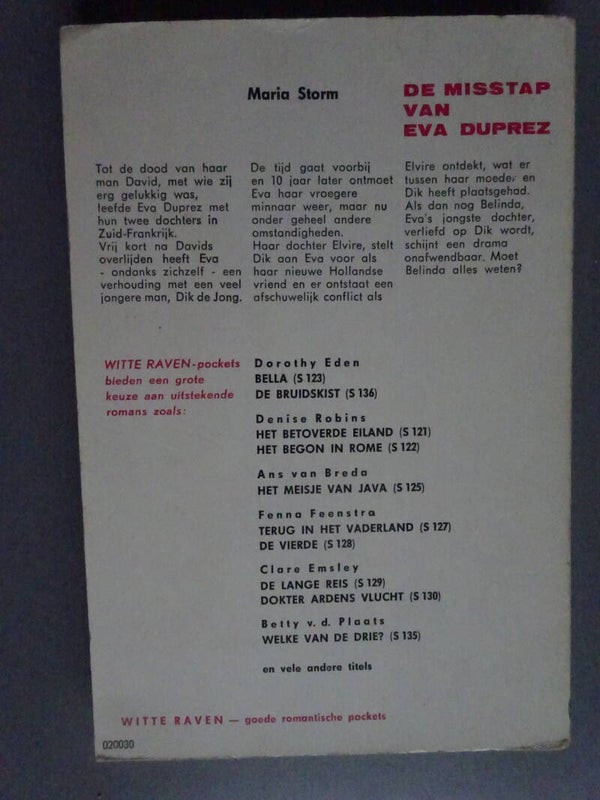 Maria Storm
DE MISSTAP
VAN
EVA DUPREZ
Tot de dood van haar
man David, met wie zij
erg gelukkig was,
leefde Eva Duprez met
hun twee dochters in
Zuid-Frankrijk.
Vrij kort na Davids
overlijden heeft Eva
- ondanks zichzelf - een
verhouding met een veel
jongere man, Dik de Jong.
De tijd gaat voorbij
en 10 jaar later ontmoet
Eva haar vroegere
minnaar weer, maar nu
onder geheel andere
omstandigheden.
Haar dochter Elvire, stelt
Dik aan Eva voor als
haar nieuwe Hollandse
vriend en er ontstaat een
afschuwelijk conflict als
Elvire ontdekt, wat er
tussen haar moeder en
Dik heeft plaatsgehad.
Als dan nog Belinda,
Eva's jongste dochter,
verliefd op Dik wordt,
schijnt een drama
onafwendbaar. Moet
Belinda alles weten?
WITTE RAVEN-pockets
bieden een grote
keuze aan uitstekende
romans zoals:
Dorothy Eden
BELLA (S 123)
DE BRUIDSKIST (S 136)
Denise Robins
HET BETOVERDE EILAND (S 121)
HET BEGON IN ROME (S 122)
Ans van Breda
HET MEISJE VAN JAVA (S 125)
Fenna Feenstra
TERUG IN HET VADERLAND (S 127)
DE VIERDE (S 128)
Clare Emsley
DE LANGE REIS (S 129)
DOKTER ARDENS VLUCHT (S 130)
Betty v. d. Plaats
WELKE VAN DE DRIE? (S 135)
en vele andere titels
WITTE RAVEN — goede romantische pockets
020030